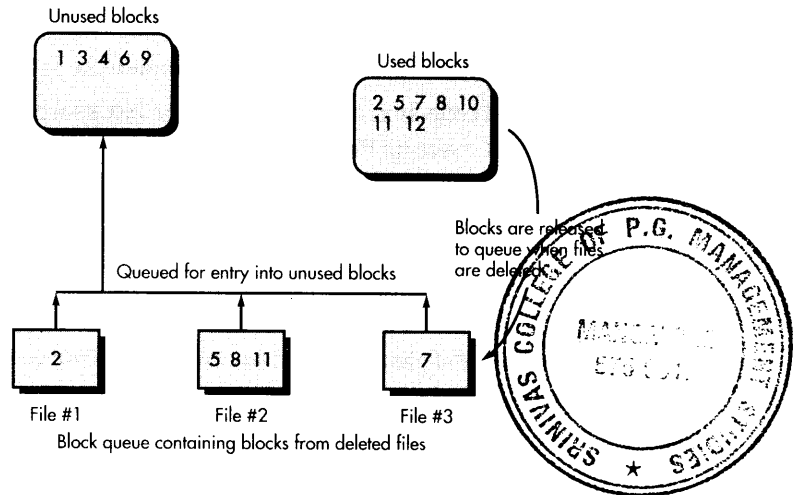 Unused blocks
1 3 4 6 9
Used blocks
2 5 7 8 10
11 12
Blocks are released
to queue when files
are deleted
Queued for entry into unused blocks
2
5 8 11
7
File #1
File #2
File #3
Block queue containing blocks from deleted files
SRINIVAS COLLEGE OF P.G. MANAGEMENT STUDIES